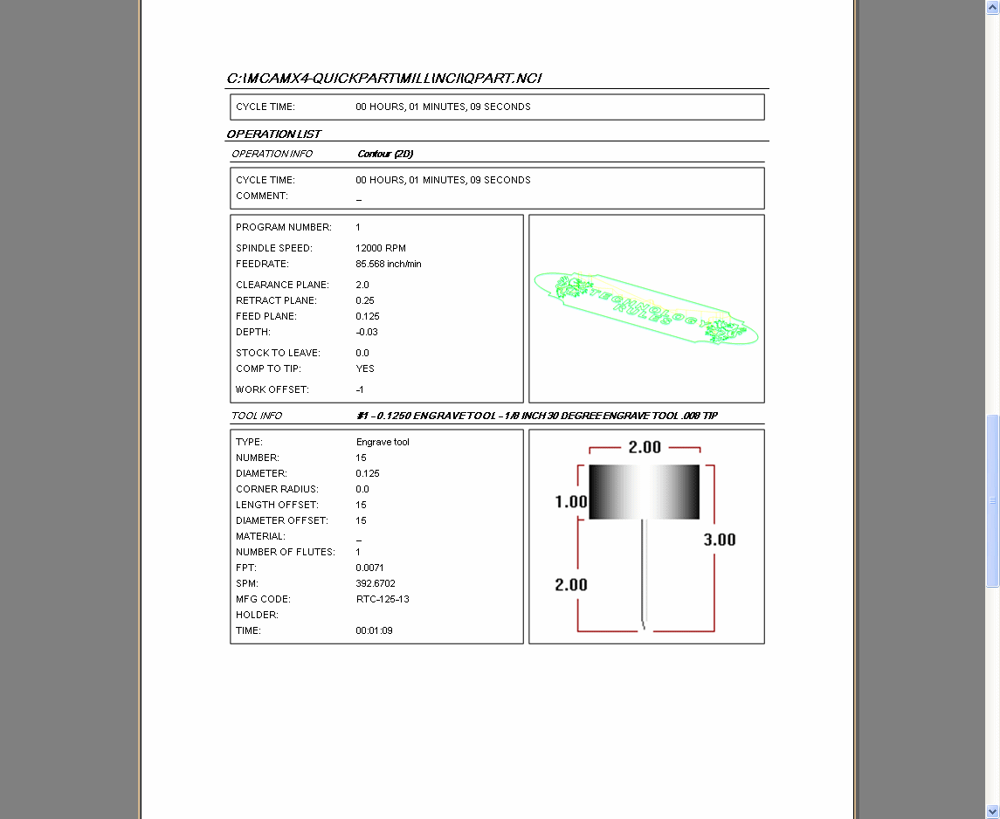 C:\MCAMX4-QUICKPART\MILL\NCI\QPART.NCI
CYCLE TIME: 00 HOURS, 01 MINUTES, 09 SECONDS
OPERATION LIST
OPERATION INFO Contour (2D)
CYCLE TIME: 00 HOURS, 01 MINUTES, 09 SECONDS
COMMENT: _
PROGRAM NUMBER: 1
SPINDLE SPEED: 12000 RPM
FEEDRATE: 85.568 inch/min
CLEARANCE PLANE: 2.0
RETRACT PLANE: 0.25
FEED PLANE: 0.125
DEPTH: -0.03
STOCK TO LEAVE: 0.0
COMP TO TIP: YES
WORK OFFSET: -1
TECHNOLOGY
RULES
TOOL INFO #1 - 0.1250 ENGRAVE TOOL - 1/8 INCH 30 DEGREE ENGRAVE TOOL .008 TIP
TYPE: Engrave tool
NUMBER: 15
DIAMETER: 0.125
CORNER RADIUS: 0.0
LENGTH OFFSET: 15
DIAMETER OFFSET: 15
MATERIAL: _
NUMBER OF FLUTES: 1
FPT: 0.0071
SPM: 392.6702
MFG CODE: RTC-125-13
HOLDER:
TIME: 00:01:09
2.00
1.00
3.00
2.00